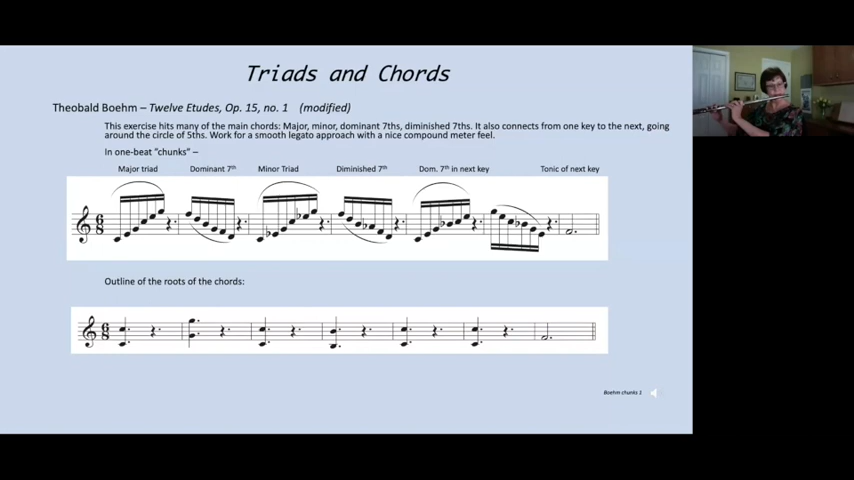 Triads and Chords
Theobald Boehm – Twelve Etudes, Op. 15, no. 1 (modified)
This exercise hits many of the main chords: Major, minor, dominant 7ths, diminished 7ths. It also connects from one key to the next, going
around the circle of 5ths. Work for a smooth legato approach with a nice compound meter feel.
In one-beat "chunks" –
Major triad Dominant 7th Minor Triad Diminished 7th Dom. 7th in next key Tonic of next key
6
8
Outline of the roots of the chords:
6
8
Boehm chunks 1